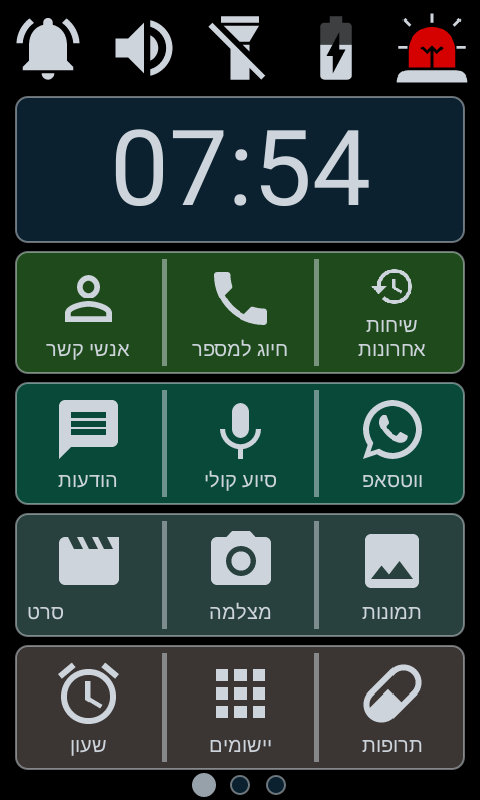 07:54
שיחות
אחרונות
חיוג למספר
אנשי קשר
ווטסאפ
סיוע קולי
הודעות
תמונות
מצלמה
סרט
תרופות
יישומים
שעון